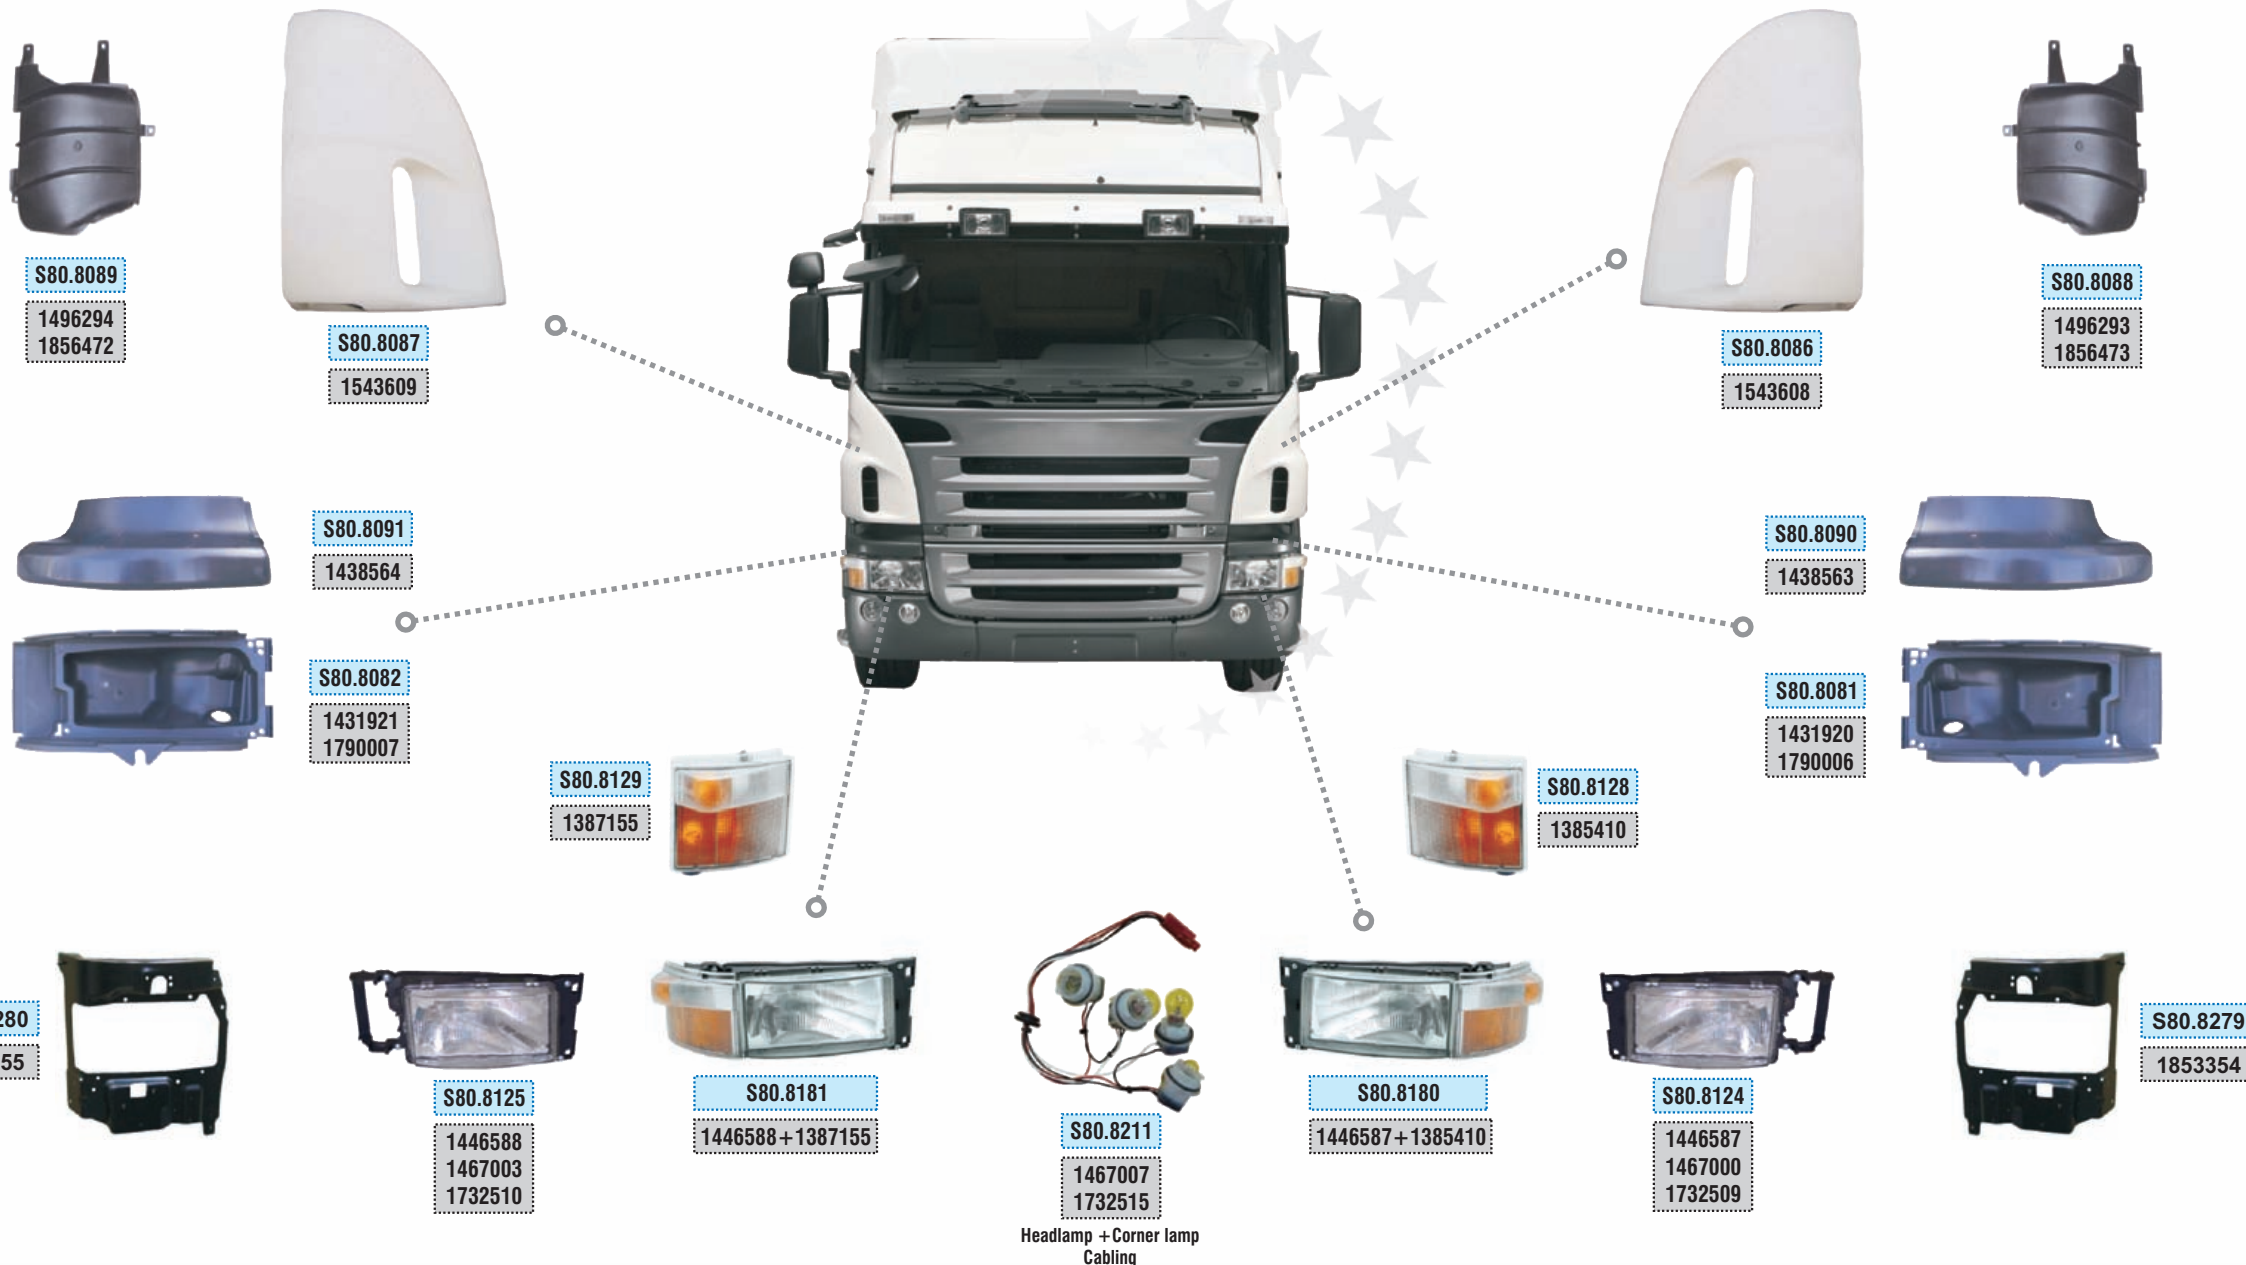 S80.8089
1496294
1856472
S80.8087
1543609
S80.8086
1543608
S80.8088
1496293
1856473
S80.8091
1438564
S80.8082
1431921
1790007
S80.8090
1438563
S80.8081
1431920
1790006
S80.8129
1387155
S80.8128
1385410
280
55
S80.8125
1446588
1467003
1732510
S80.8181
1446588+1387155
S80.8211
1467007
1732515
Headlamp +Corner lamp
Cabling
S80.8180
1446587+1385410
S80.8124
1446587
1467000
1732509
S80.8279
1853354